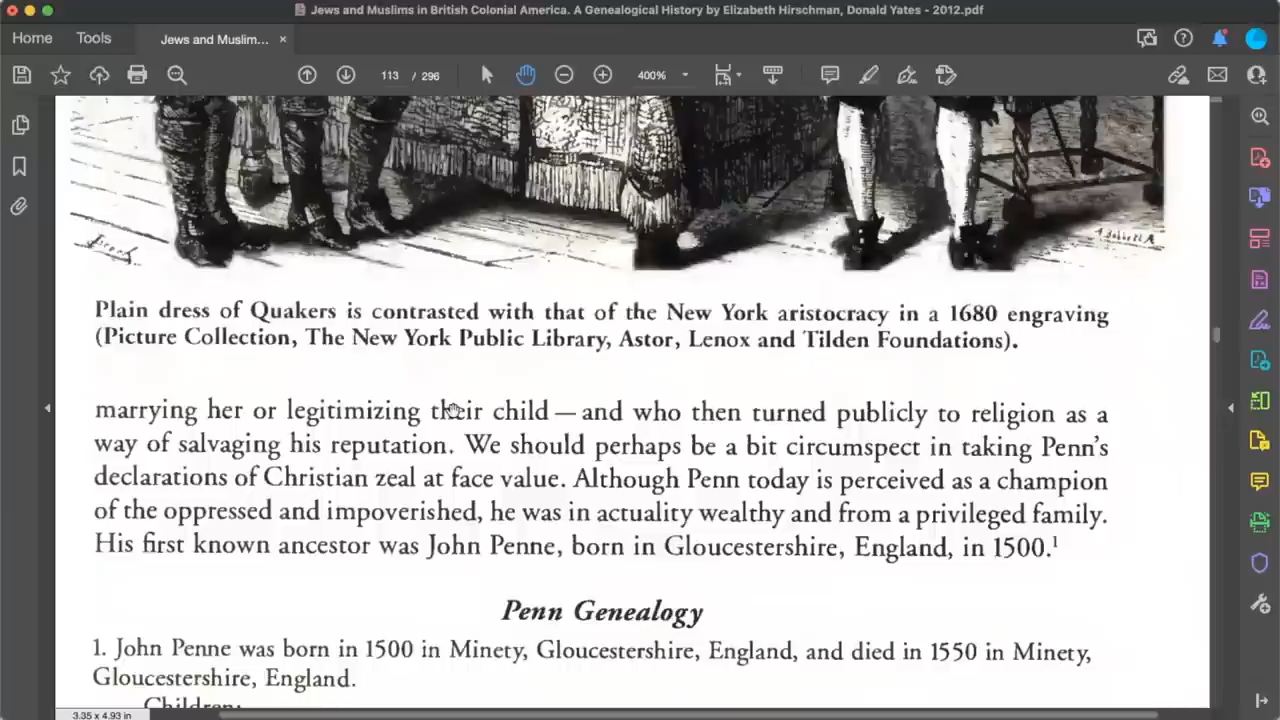 Jews and Muslims in British Colonial America. A Genealogical History by Elizabeth Hirschman, Donald Yates - 2012.pdf
Home Tools Jews and Muslim... ×
113 / 296 400%
Plain dress of Quakers is contrasted with that of the New York aristocracy in a 1680 engraving
(Picture Collection, The New York Public Library, Astor, Lenox and Tilden Foundations).
marrying her or legitimizing their child — and who then turned publicly to religion as a
way of salvaging his reputation. We should perhaps be a bit circumspect in taking Penn's
declarations of Christian zeal at face value. Although Penn today is perceived as a champion
of the oppressed and impoverished, he was in actuality wealthy and from a privileged family.
His first known ancestor was John Penne, born in Gloucestershire, England, in 1500.¹
Penn Genealogy
1. John Penne was born in 1500 in Minety, Gloucestershire, England, and died in 1550 in Minety,
Gloucestershire, England.
Children:
3.35 x 4.93 in